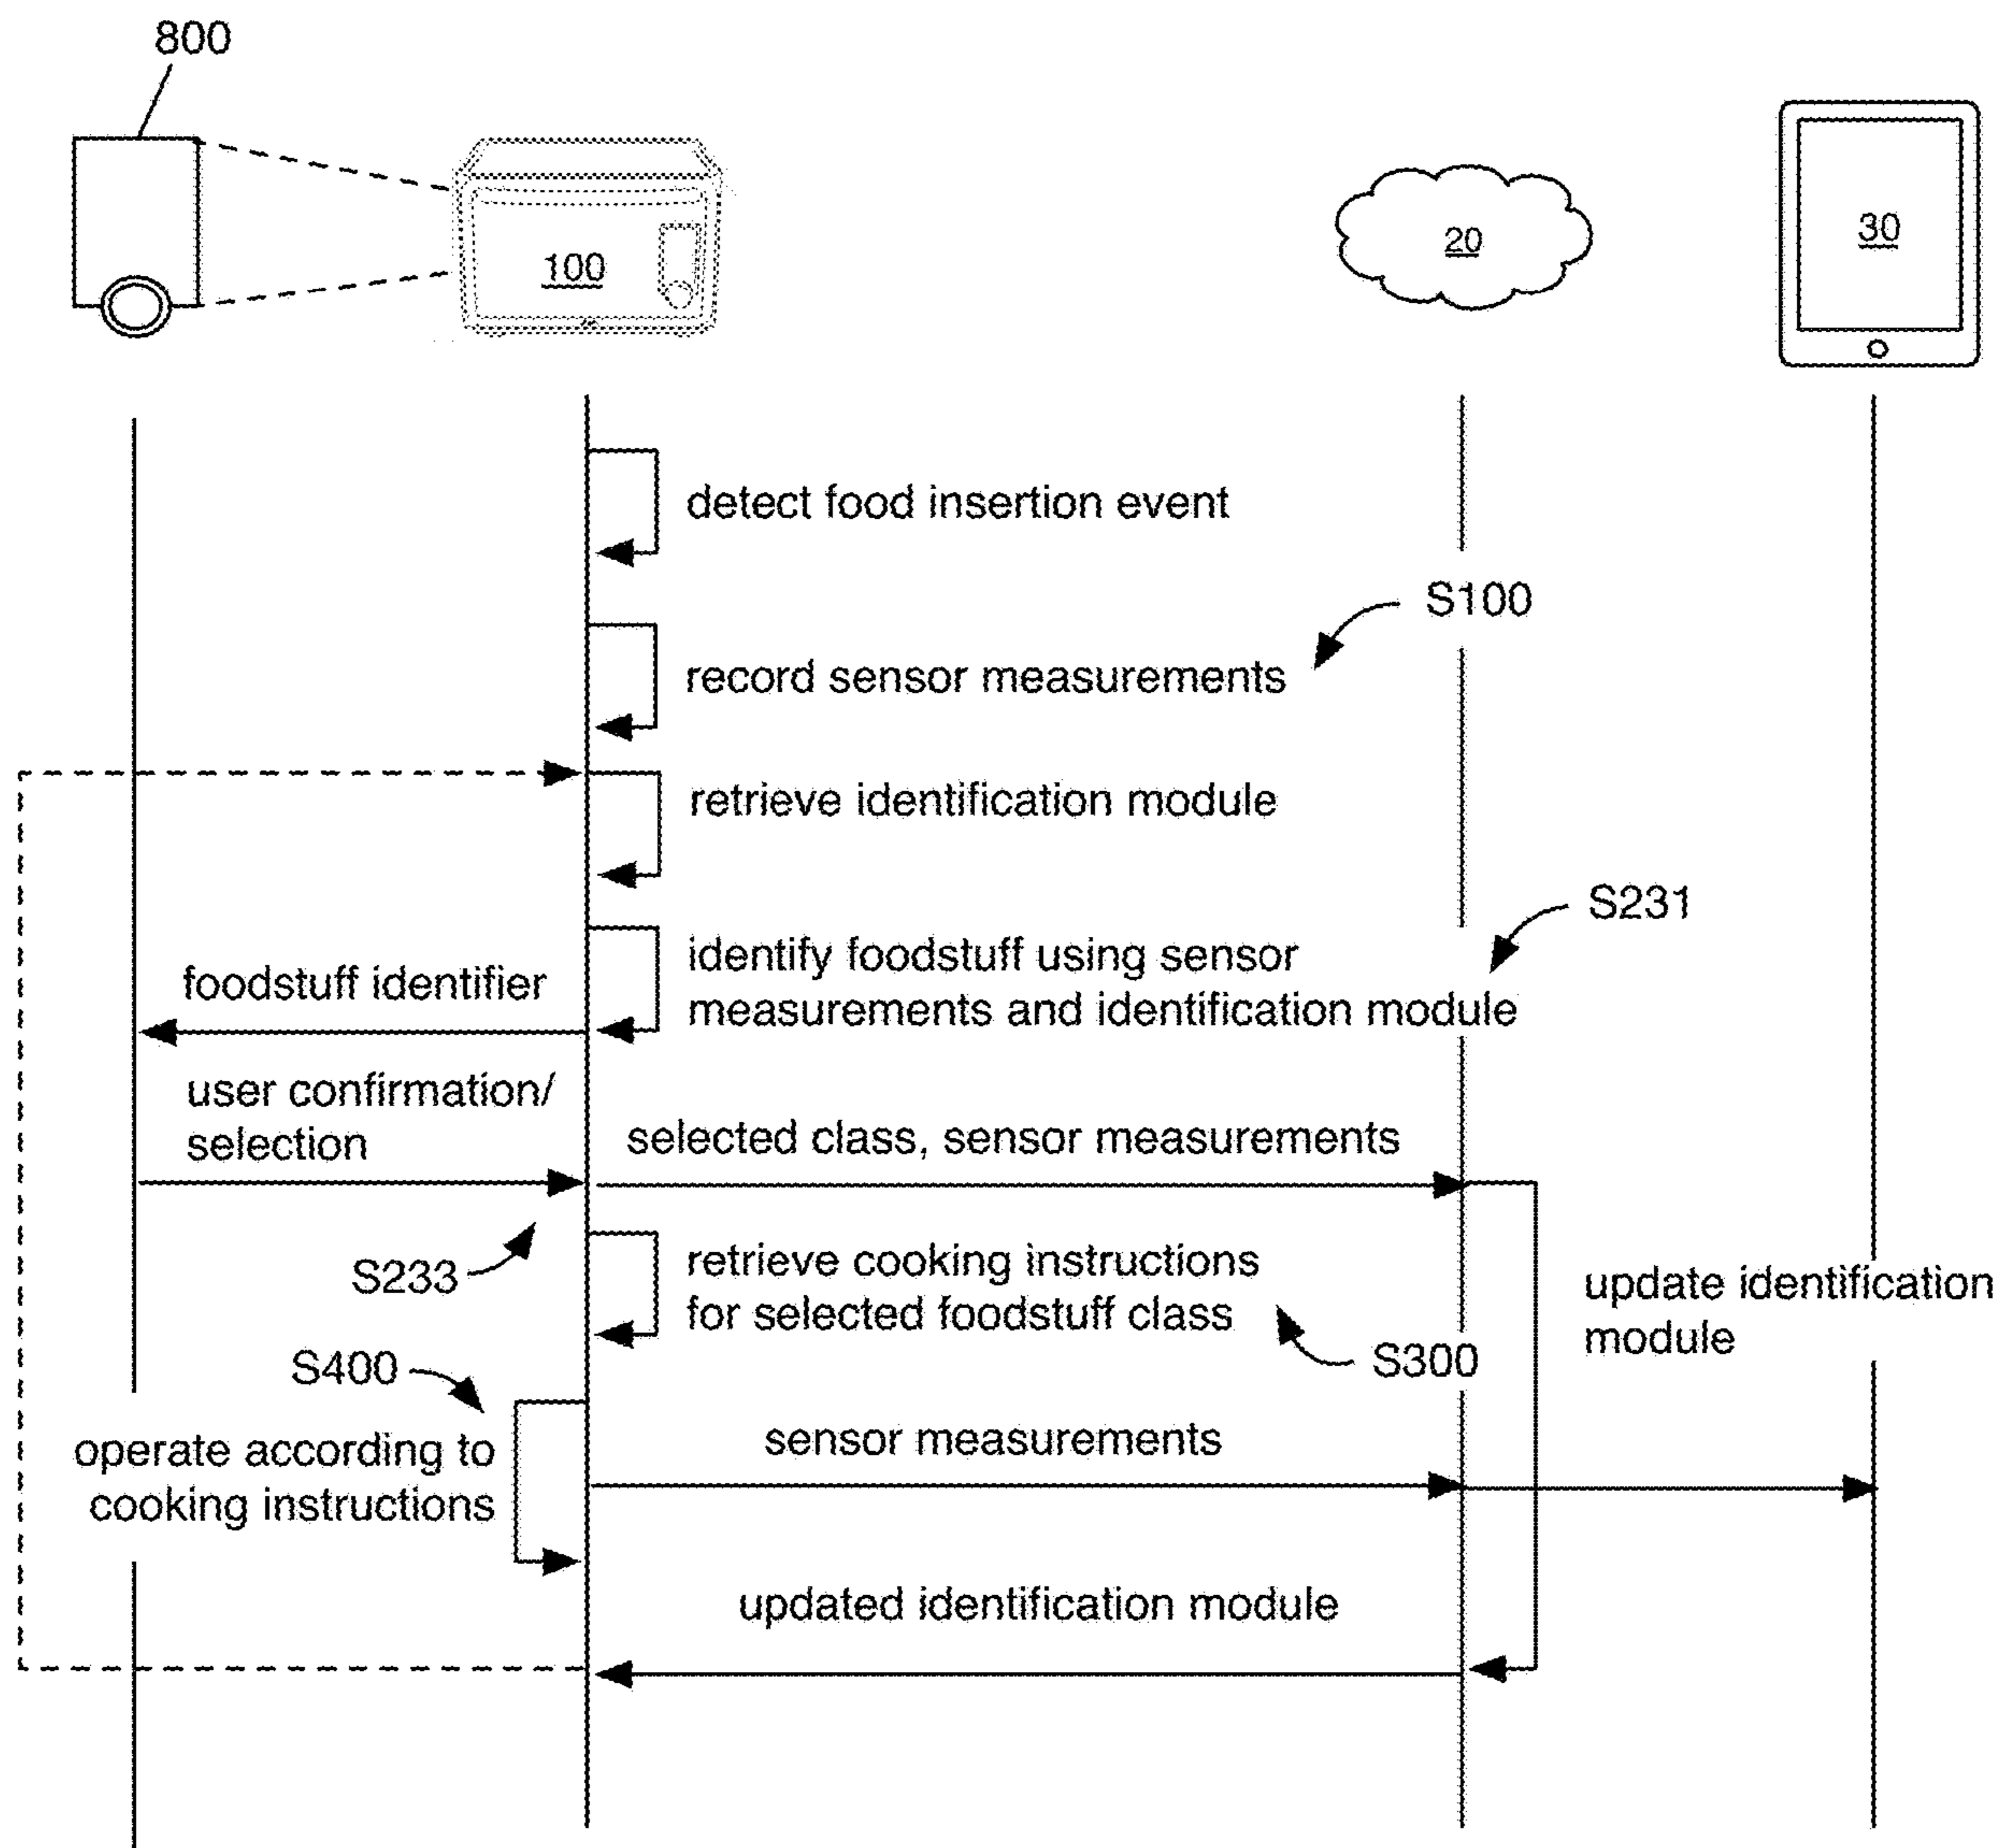 800
100
20
30
detect food insertion event
S100
record sensor measurements
retrieve identification module
S231
identify foodstuff using sensor
measurements and identification module
foodstuff identifier
user confirmation/
selection
selected class, sensor measurements
S233
retrieve cooking instructions
for selected foodstuff class
update identification
module
S300
S400
operate according to
cooking instructions
sensor measurements
updated identification module